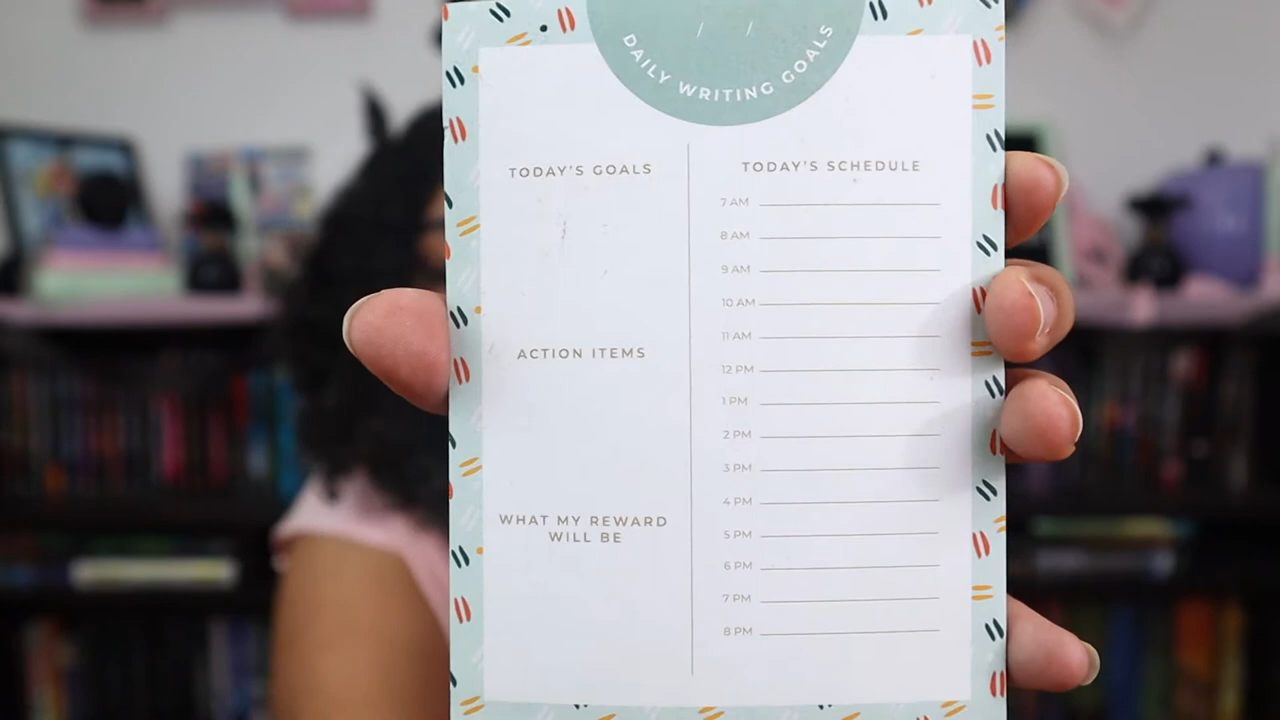 / /
DAILY WRITING GOALS
TODAY'S GOALS
ACTION ITEMS
WHAT MY REWARD
WILL BE
TODAY'S SCHEDULE
7 AM
8 AM
9 AM
10 AM
11 AM
12 PM
1 PM
2 PM
3 PM
4 PM
5 PM
6 PM
7 PM
8 PM